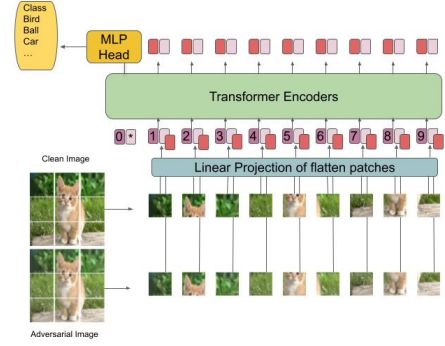 Class
Bird
Ball
Car
...
MLP
Head
Transformer Encoders
0 * 1 2 3 4 5 6 7 8 9
Linear Projection of flatten patches
Clean Image
Adversarial Image